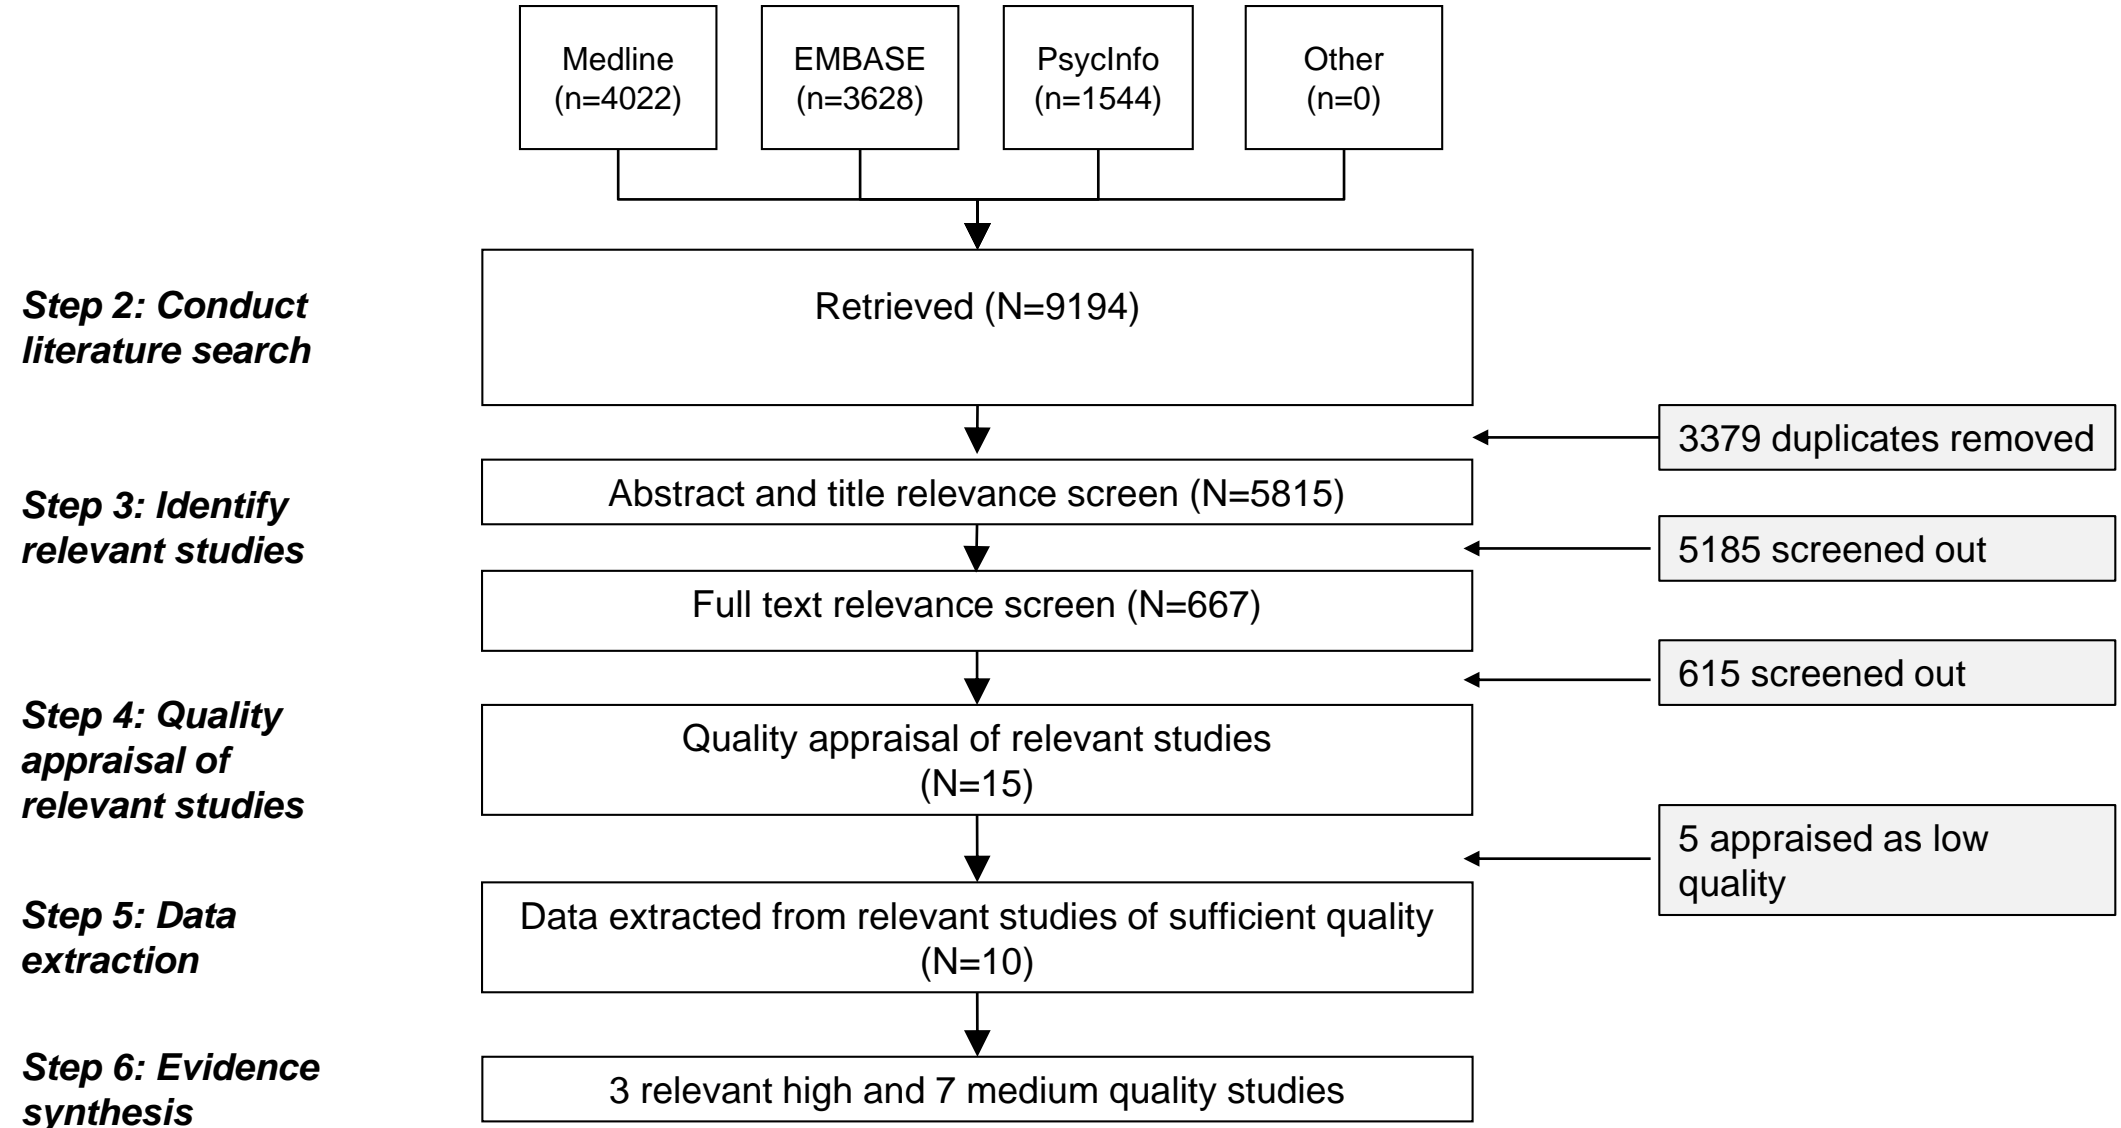 Medline
(n=4022)
EMBASE
(n=3628)
PsycInfo
(n=1544)
Other
(n=0)
Step 2: Conduct
literature search
Retrieved (N=9194)
3379 duplicates removed
Step 3: Identify
relevant studies
Abstract and title relevance screen (N=5815)
5185 screened out
Full text relevance screen (N=667)
615 screened out
Step 4: Quality
appraisal of
relevant studies
Quality appraisal of relevant studies
(N=15)
5 appraised as low
quality
Step 5: Data
extraction
Data extracted from relevant studies of sufficient quality
(N=10)
Step 6: Evidence
synthesis
3 relevant high and 7 medium quality studies